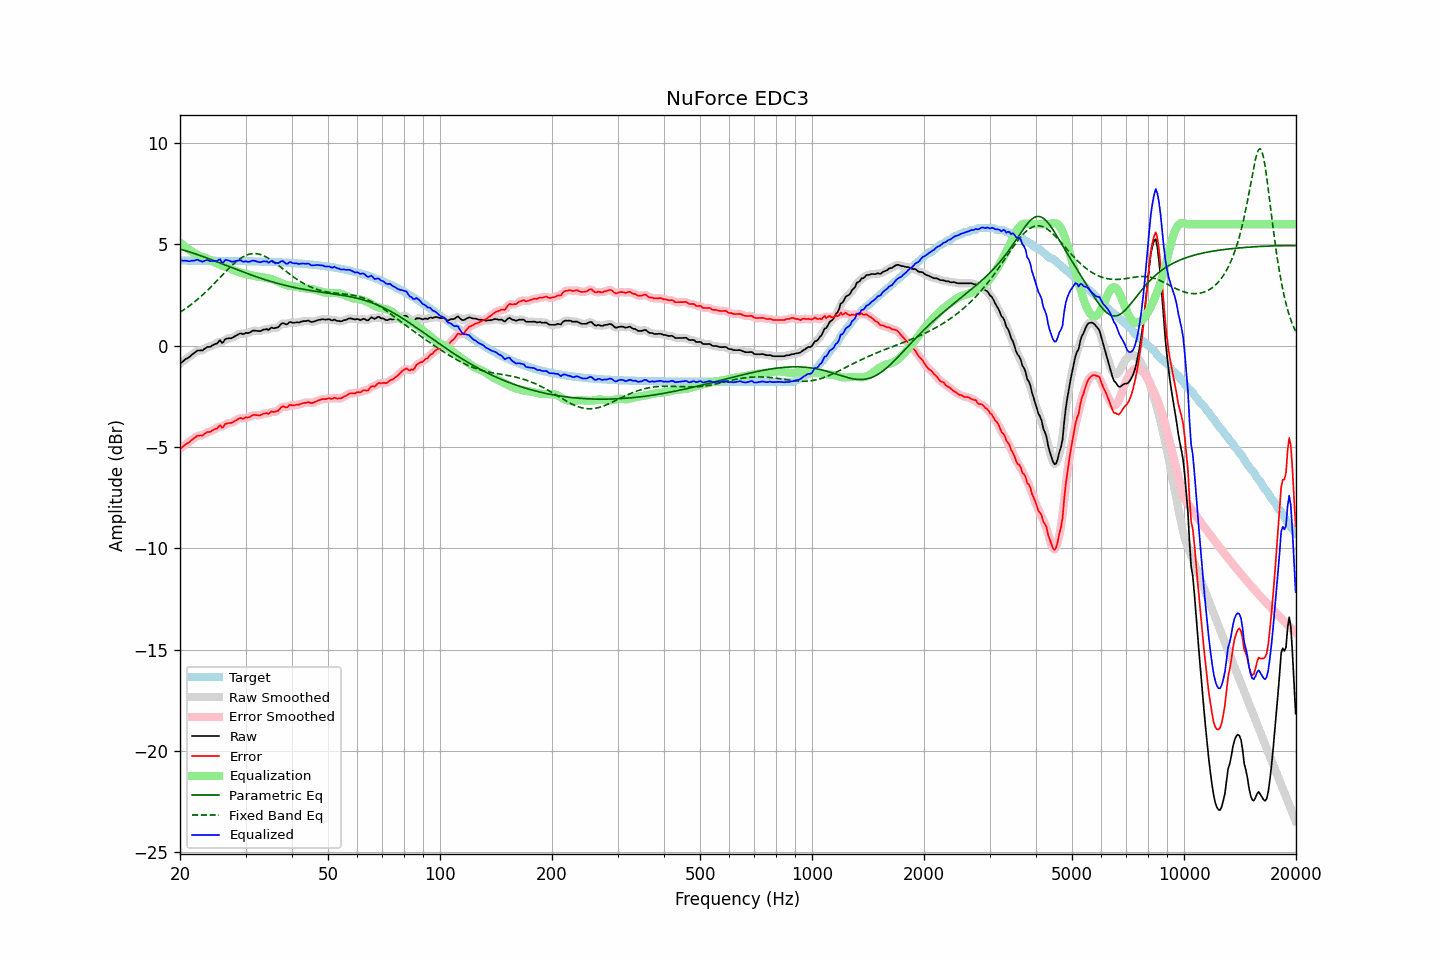 NuForce EDC3
Amplitude (dBr)
10
5
0
−5
−10
−15
−20
−25
Target
Raw Smoothed
Error Smoothed
Raw
Error
Equalization
Parametric Eq
Fixed Band Eq
Equalized
20 50 100 200 500 1000 2000 5000 10000 20000
Frequency (Hz)